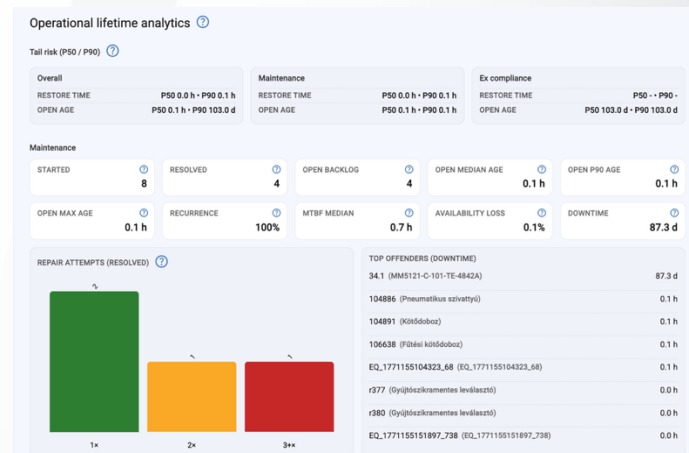 Operational lifetime analytics ?
Tail risk (P50 / P90) ?
Overall
RESTORE TIME P50 0.0 h • P90 0.1 h
OPEN AGE P50 0.1 h • P90 103.0 d
Maintenance
RESTORE TIME P50 0.0 h • P90 0.1 h
OPEN AGE P50 0.1 h • P90 0.1 h
Ex compliance
RESTORE TIME P50 - • P90 -
OPEN AGE P50 103.0 d • P90 103.0 d
Maintenance
STARTED ? 8
RESOLVED ? 4
OPEN BACKLOG ? 4
OPEN MEDIAN AGE ? 0.1 h
OPEN P90 AGE ? 0.1 h
OPEN MAX AGE ? 0.1 h
RECURRENCE ? 100%
MTBF MEDIAN ? 0.7 h
AVAILABILITY LOSS ? 0.1%
DOWNTIME ? 87.3 d
REPAIR ATTEMPTS (RESOLVED) ?
2 1 1
1× 2× 3+×
TOP OFFENDERS (DOWNTIME)
34.1 (MM5121-C-101-TE-4842A) 87.3 d
104886 (Pneumatikus szivattyú) 0.1 h
104891 (Kötődoboz) 0.1 h
106638 (Fűtési kötődoboz) 0.1 h
EQ_1771155104323_68 (EQ_1771155104323_68) 0.1 h
r377 (Gyújtószikramentes leválasztó) 0.0 h
r380 (Gyújtószikramentes leválasztó) 0.0 h
EQ_1771155151897_738 (EQ_1771155151897_738) 0.0 h